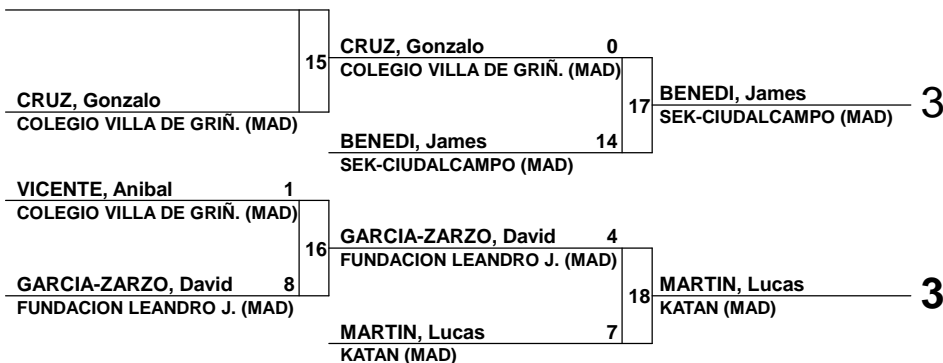 15
CRUZ, Gonzalo 0
COLEGIO VILLA DE GRIÑ. (MAD)
CRUZ, Gonzalo
COLEGIO VILLA DE GRIÑ. (MAD)
17
BENEDI, James 3
SEK-CIUDALCAMPO (MAD)
BENEDI, James 14
SEK-CIUDALCAMPO (MAD)
VICENTE, Anibal 1
COLEGIO VILLA DE GRIÑ. (MAD)
16
GARCIA-ZARZO, David 4
FUNDACION LEANDRO J. (MAD)
GARCIA-ZARZO, David 8
FUNDACION LEANDRO J. (MAD)
18
MARTIN, Lucas 3
KATAN (MAD)
MARTIN, Lucas 7
KATAN (MAD)